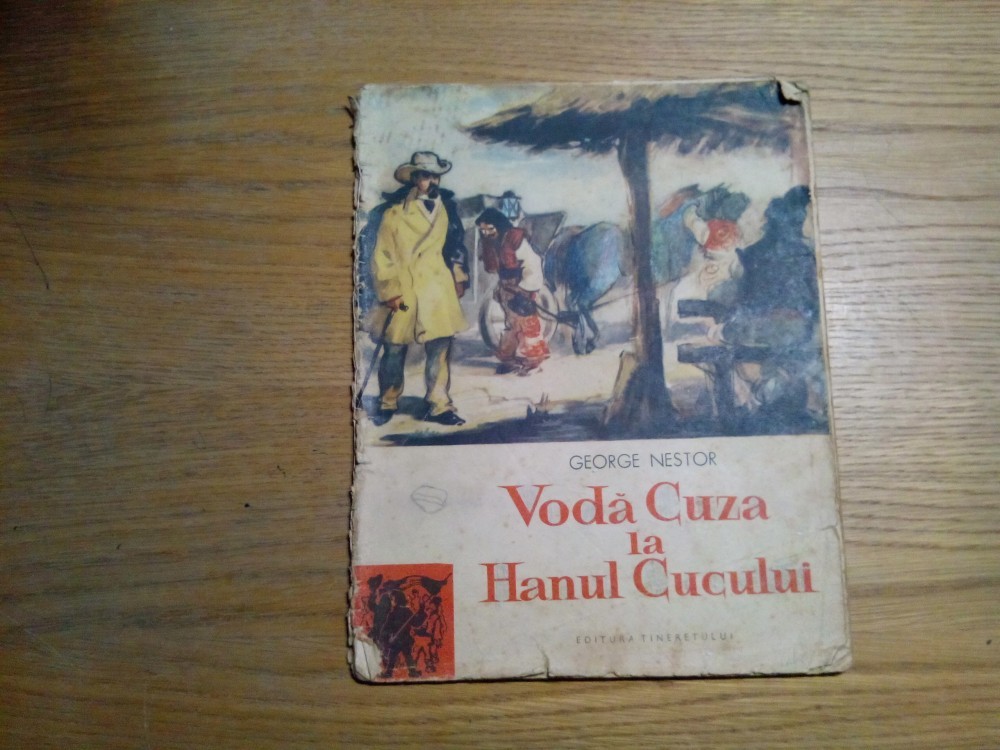 GEORGE NESTOR
Vodă Cuza
la
Hanul Cucului
EDITURA TINERETULUI